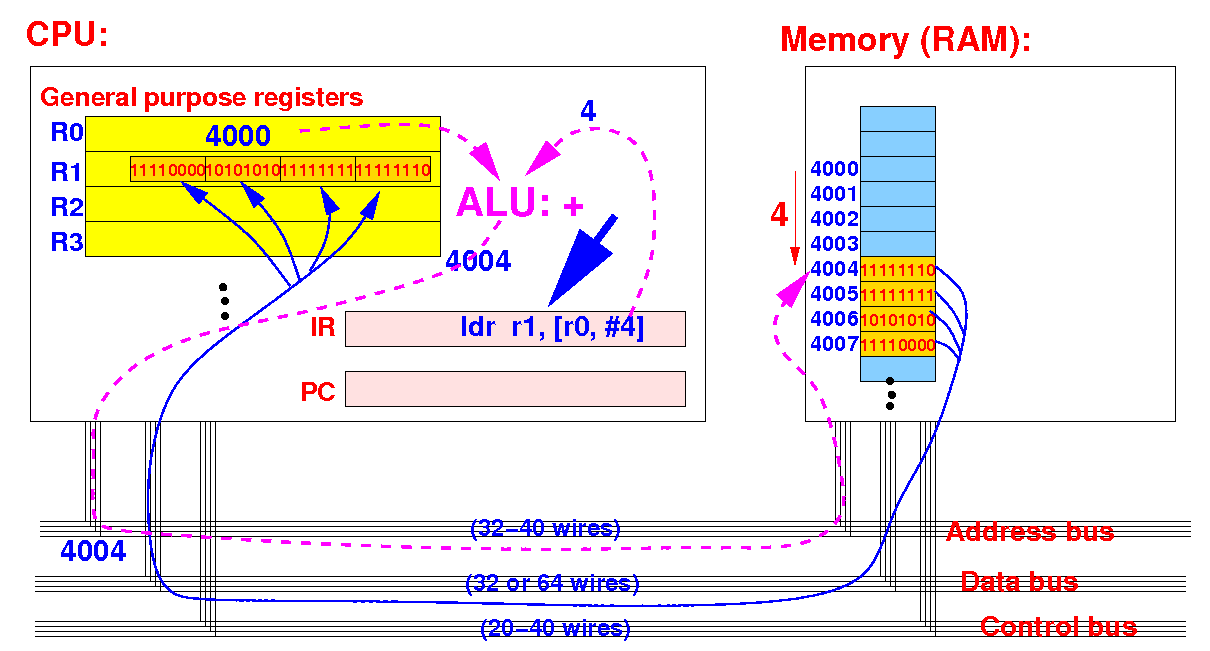 CPU:
Memory (RAM):
General purpose registers
4
R0 4000
R1 11110000 10101010 11111111 11111110
R2
R3
ALU: +
4004
IR ldr r1, [r0, #4]
PC
4
4000
4001
4002
4003
4004 11111110
4005 11111111
4006 10101010
4007 11110000
4004
(32−40 wires) Address bus
(32 or 64 wires) Data bus
(20−40 wires) Control bus